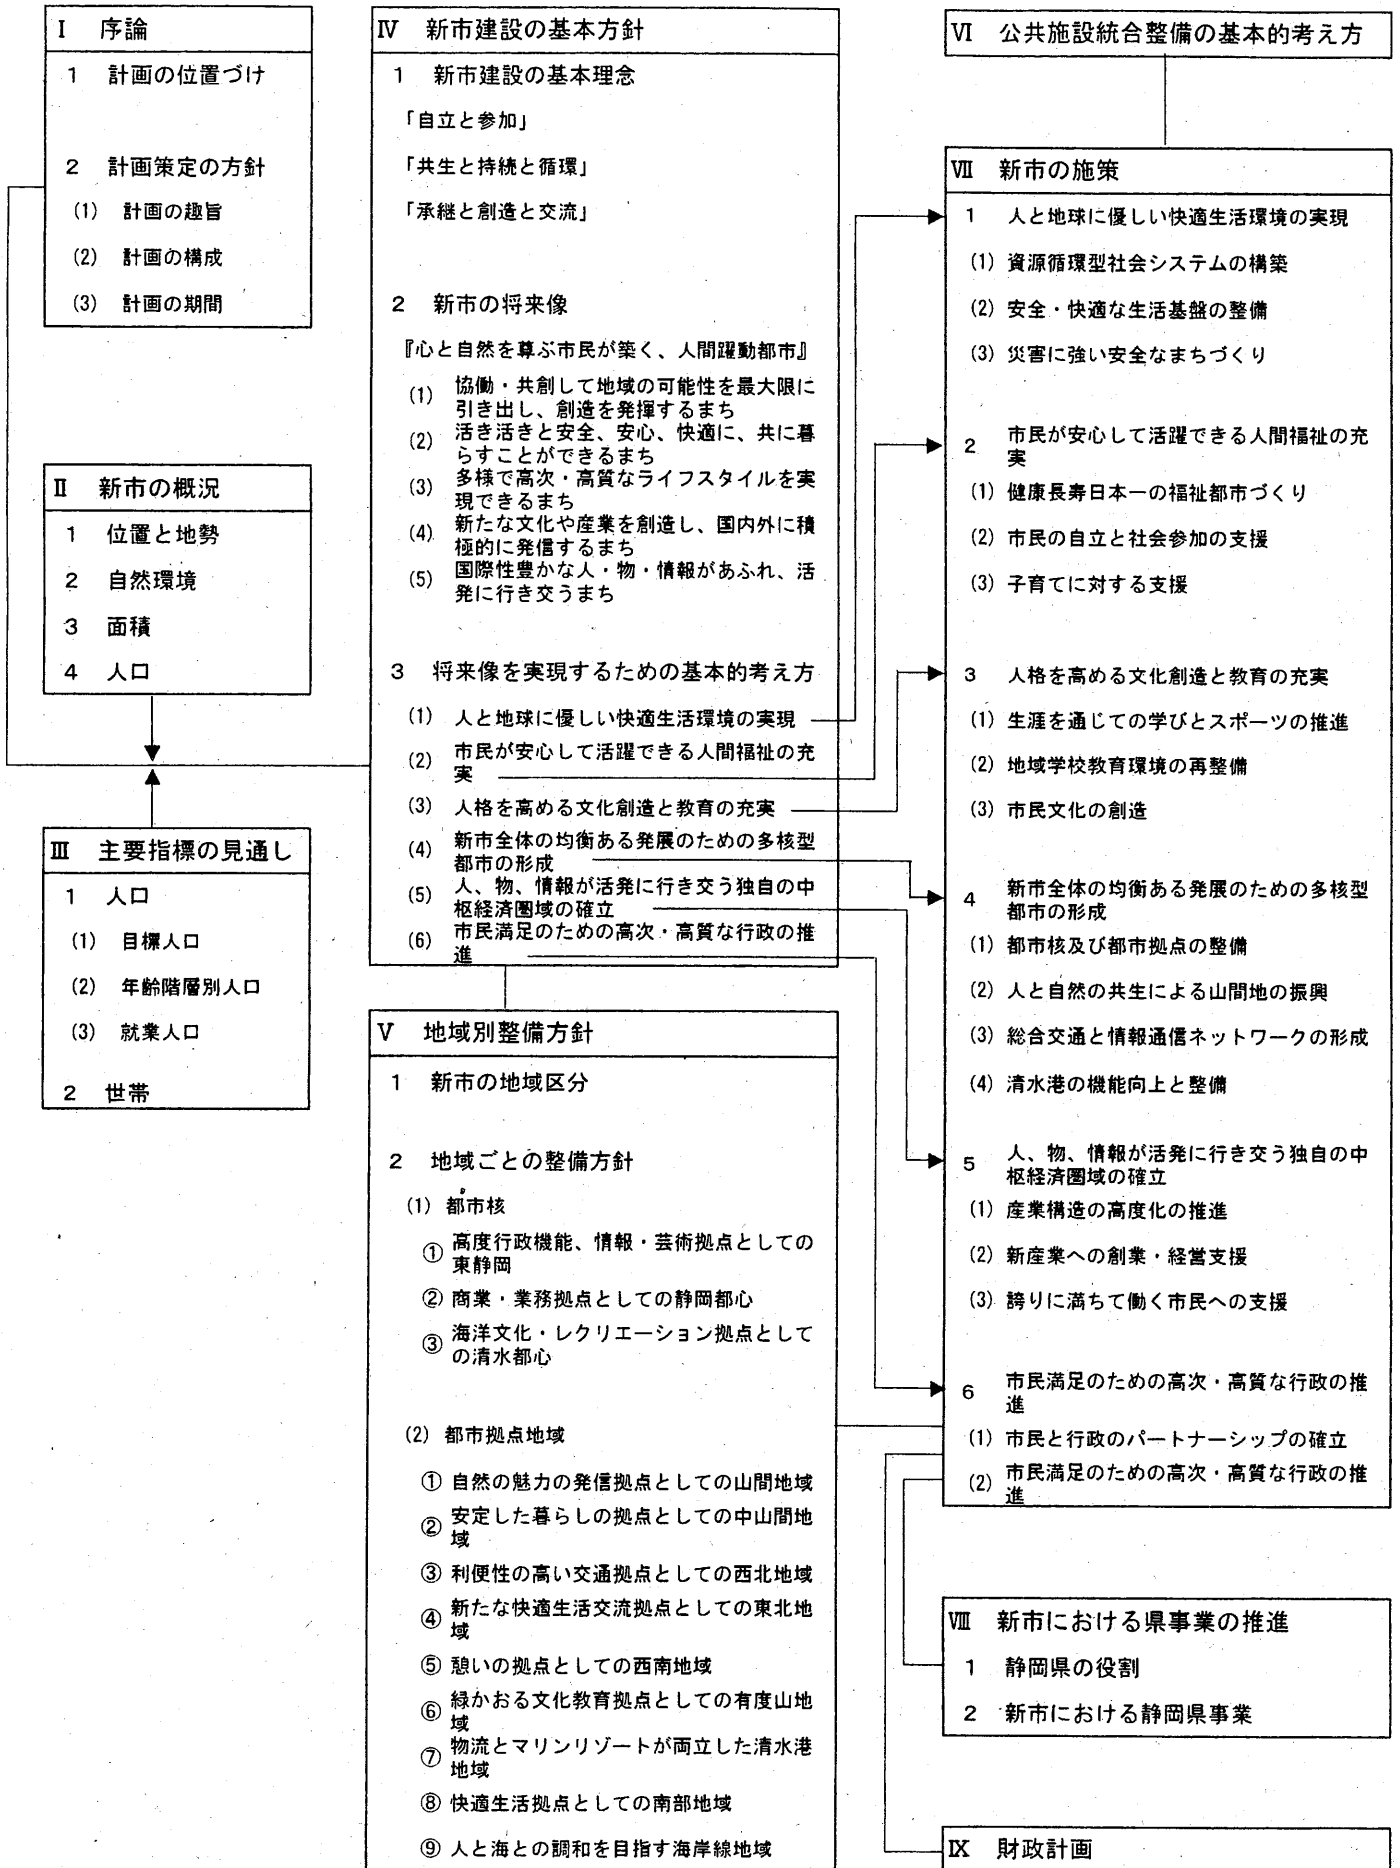 Ⅰ 序論
1 計画の位置づけ
2 計画策定の方針
(1) 計画の趣旨
(2) 計画の構成
(3) 計画の期間
Ⅱ 新市の概況
1 位置と地勢
2 自然環境
3 面積
4 人口
Ⅲ 主要指標の見通し
1 人口
(1) 目標人口
(2) 年齢階層別人口
(3) 就業人口
2 世帯
Ⅳ 新市建設の基本方針
1 新市建設の基本理念
「自立と参加」
「共生と持続と循環」
「承継と創造と交流」
2 新市の将来像
『心と自然を尊ぶ市民が築く、人間躍動都市』
(1) 協働・共創して地域の可能性を最大限に
引き出し、創造を発揮するまち
(2) 活き活きと安全、安心、快適に、共に暮
らすことができるまち
(3) 多様で高次・高質なライフスタイルを実
現できるまち
(4) 新たな文化や産業を創造し、国内外に積
極的に発信するまち
(5) 国際性豊かな人・物・情報があふれ、活
発に行き交うまち
3 将来像を実現するための基本的考え方
(1) 人と地球に優しい快適生活環境の実現
(2) 市民が安心して活躍できる人間福祉の充
実
(3) 人格を高める文化創造と教育の充実
(4) 新市全体の均衡ある発展のための多核型
都市の形成
(5) 人、物、情報が活発に行き交う独自の中
枢経済圏域の確立
(6) 市民満足のための高次・高質な行政の推
進
Ⅴ 地域別整備方針
1 新市の地域区分
2 地域ごとの整備方針
(1) 都市核
① 高度行政機能、情報・芸術拠点としての
東静岡
② 商業・業務拠点としての静岡都心
③ 海洋文化・レクリエーション拠点として
の清水都心
(2) 都市拠点地域
① 自然の魅力の発信拠点としての山間地域
② 安定した暮らしの拠点としての中山間地
域
③ 利便性の高い交通拠点としての西北地域
④ 新たな快適生活交流拠点としての東北地
域
⑤ 憩いの拠点としての西南地域
⑥ 緑かおる文化教育拠点としての有度山地
域
⑦ 物流とマリンリゾートが両立した清水港
地域
⑧ 快適生活拠点としての南部地域
⑨ 人と海との調和を目指す海岸線地域
Ⅵ 公共施設統合整備の基本的考え方
Ⅶ 新市の施策
1 人と地球に優しい快適生活環境の実現
(1) 資源循環型社会システムの構築
(2) 安全・快適な生活基盤の整備
(3) 災害に強い安全なまちづくり
2 市民が安心して活躍できる人間福祉の充
実
(1) 健康長寿日本一の福祉都市づくり
(2) 市民の自立と社会参加の支援
(3) 子育てに対する支援
3 人格を高める文化創造と教育の充実
(1) 生涯を通じての学びとスポーツの推進
(2) 地域学校教育環境の再整備
(3) 市民文化の創造
4 新市全体の均衡ある発展のための多核型
都市の形成
(1) 都市核及び都市拠点の整備
(2) 人と自然の共生による山間地の振興
(3) 総合交通と情報通信ネットワークの形成
(4) 清水港の機能向上と整備
5 人、物、情報が活発に行き交う独自の中
枢経済圏域の確立
(1) 産業構造の高度化の推進
(2) 新産業への創業・経営支援
(3) 誇りに満ちて働く市民への支援
6 市民満足のための高次・高質な行政の推
進
(1) 市民と行政のパートナーシップの確立
(2) 市民満足のための高次・高質な行政の推
進
Ⅷ 新市における県事業の推進
1 静岡県の役割
2 新市における静岡県事業
Ⅸ 財政計画